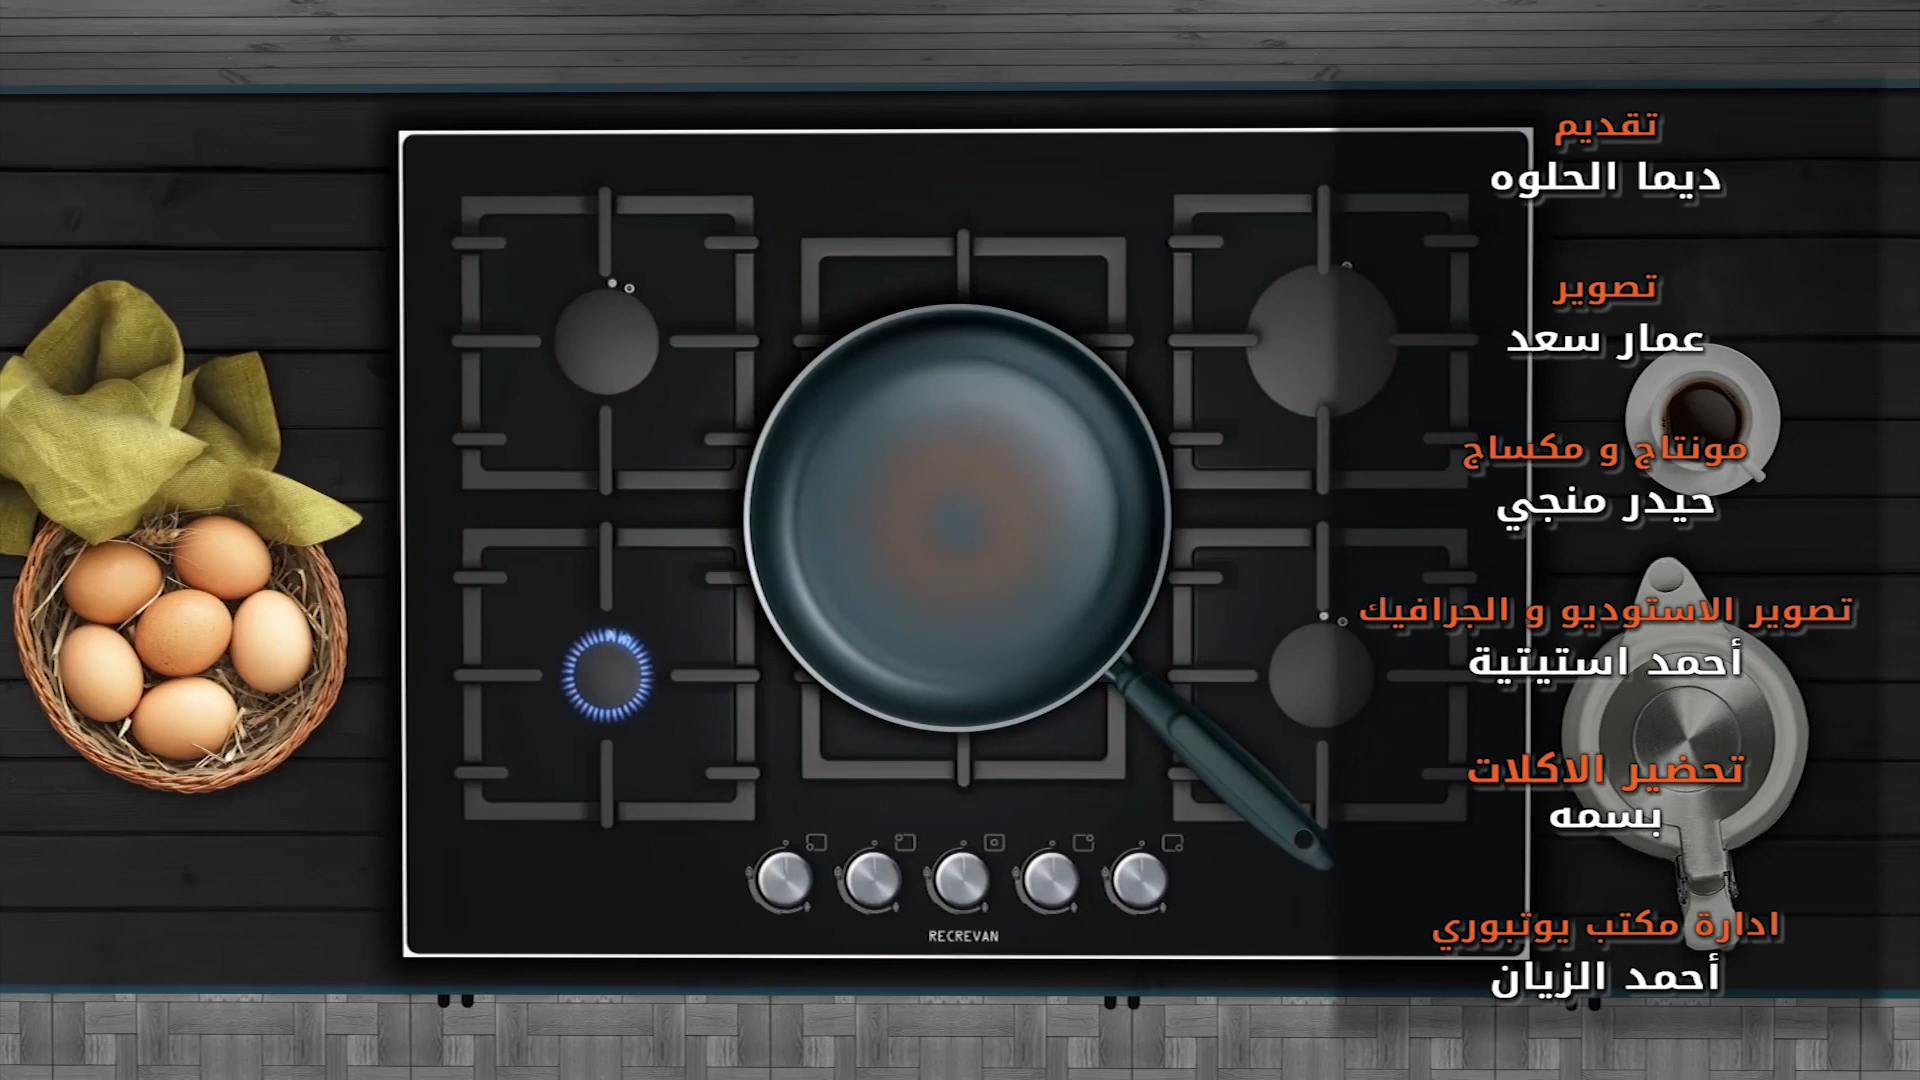 تقديم
ديما الحلوه
تصوير
عمار سعد
مونتاج و مكساج
حيدر منجي
تصوير الاستوديو و الجرافيك
أحمد استيتية
تحضير الاكلات
بسمه
ادارة مكتب يوتبوري
أحمد الزيان
RECREVAN